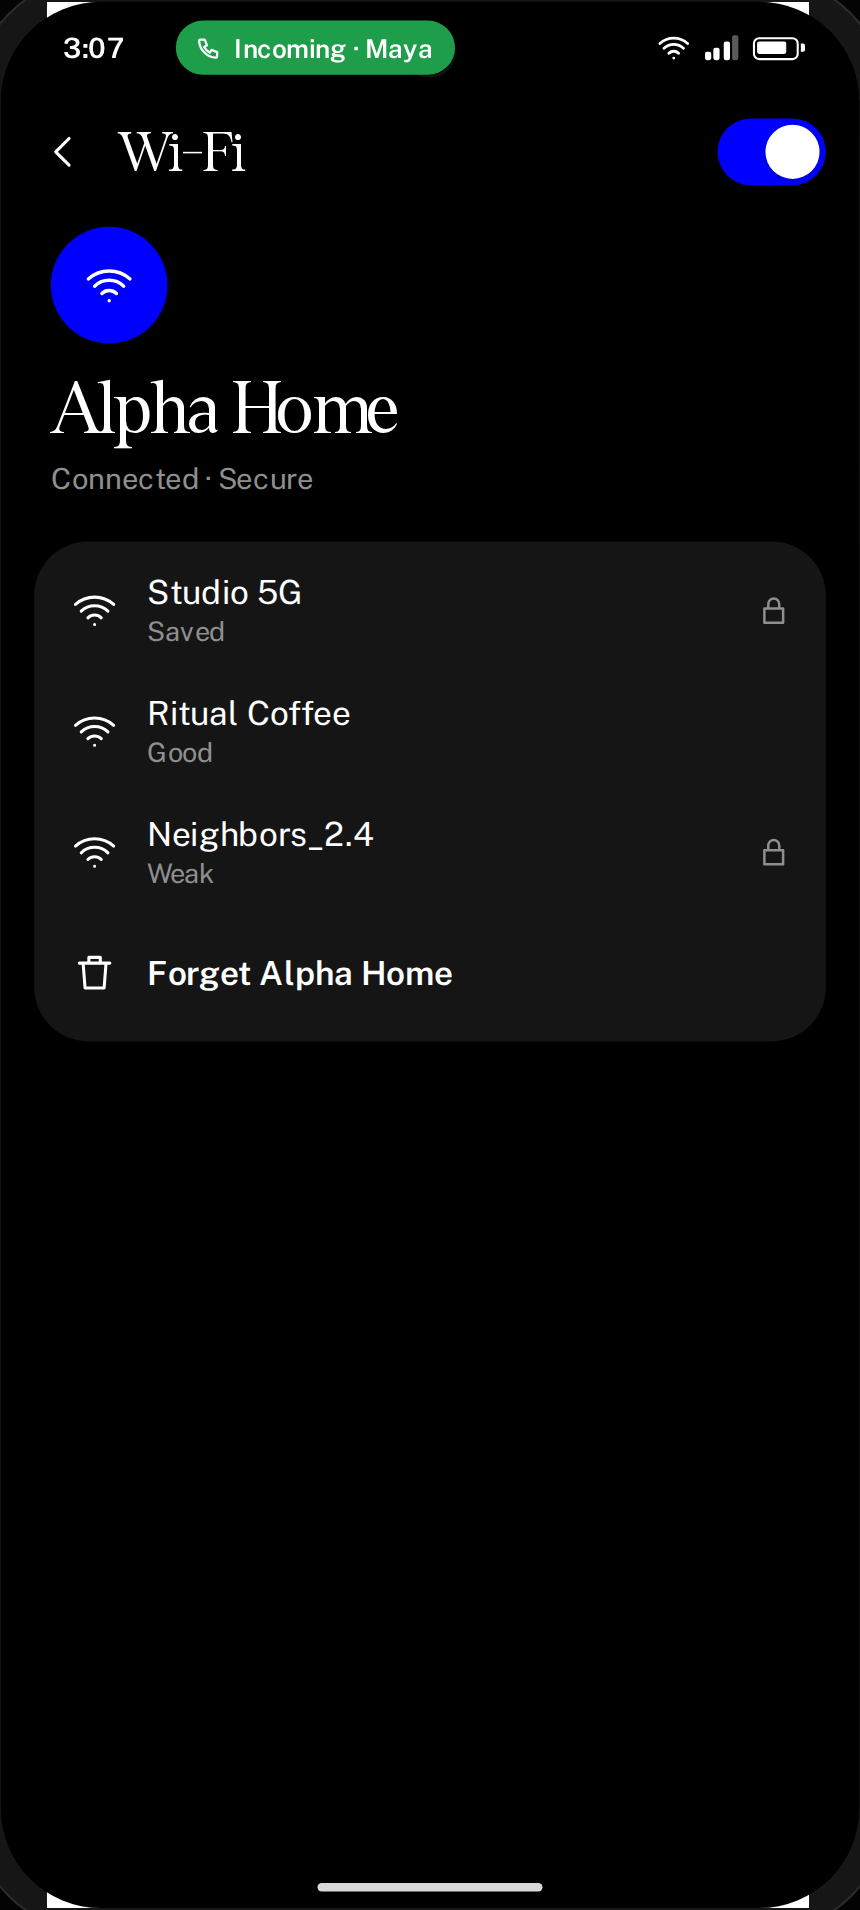 3:07
Incoming · Maya
Wi-Fi
Alpha Home
Connected · Secure
Studio 5G
Saved
Ritual Coffee
Good
Neighbors_2.4
Weak
Forget Alpha Home